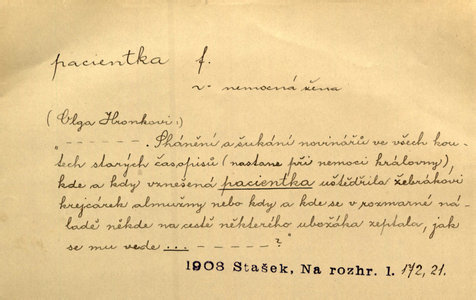 pacientka f.
v - nemocná žena
(Olga Hronkovi:)
"- - - - - - -. Shánění a šukání novinářů ve všech kou-
tech starých časopisů (nastane při nemoci královny),
kde a kdy vznešená pacientka uštědřila žebrákovi
krejcárek almužny nebo kdy a kde se v rozmarné ná-
ladě někde na cestě některého ubožáka zeptala, jak
se mu vede ... - - - - - ?"
1908 Stašek, Na rozhr. 1. 172, 21.